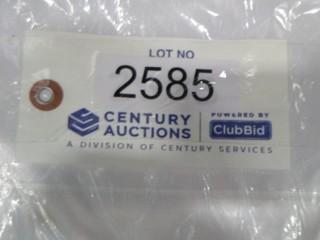 LOT NO
2585
CENTURY AUCTIONS
POWERED BY
ClubBid
A DIVISION OF CENTURY SERVICES